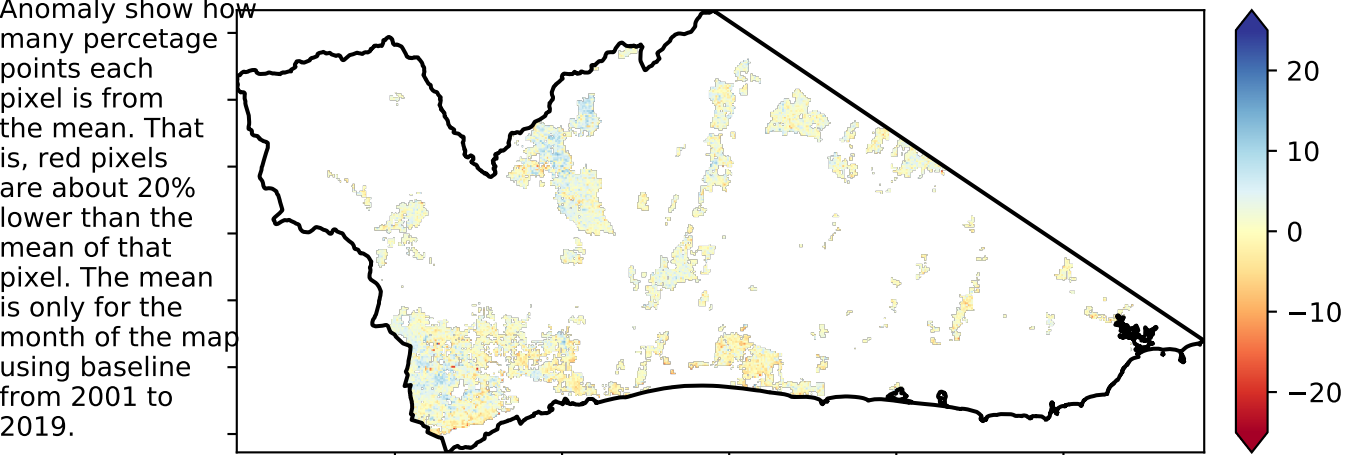 Anomaly show how
many percetage
points each
pixel is from
the mean. That
is, red pixels
are about 20%
lower than the
mean of that
pixel. The mean
is only for the
month of the map
using baseline
from 2001 to
2019.
20
10
0
−10
−20